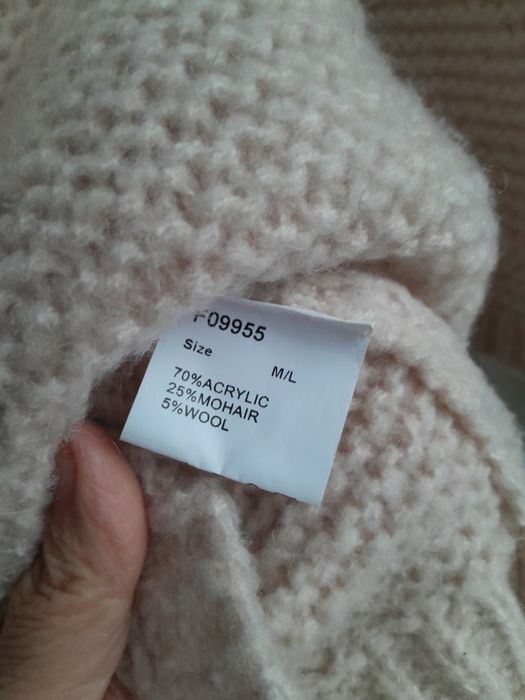 F09955
Size
M/L
70%ACRYLIC
25%MOHAIR
5%WOOL